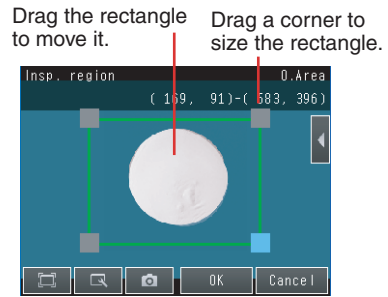 Drag the rectangle
to move it.
Drag a corner to
size the rectangle.
Insp. region
0.Area
( 169, 91)-( 583, 396)
OK
Cancel